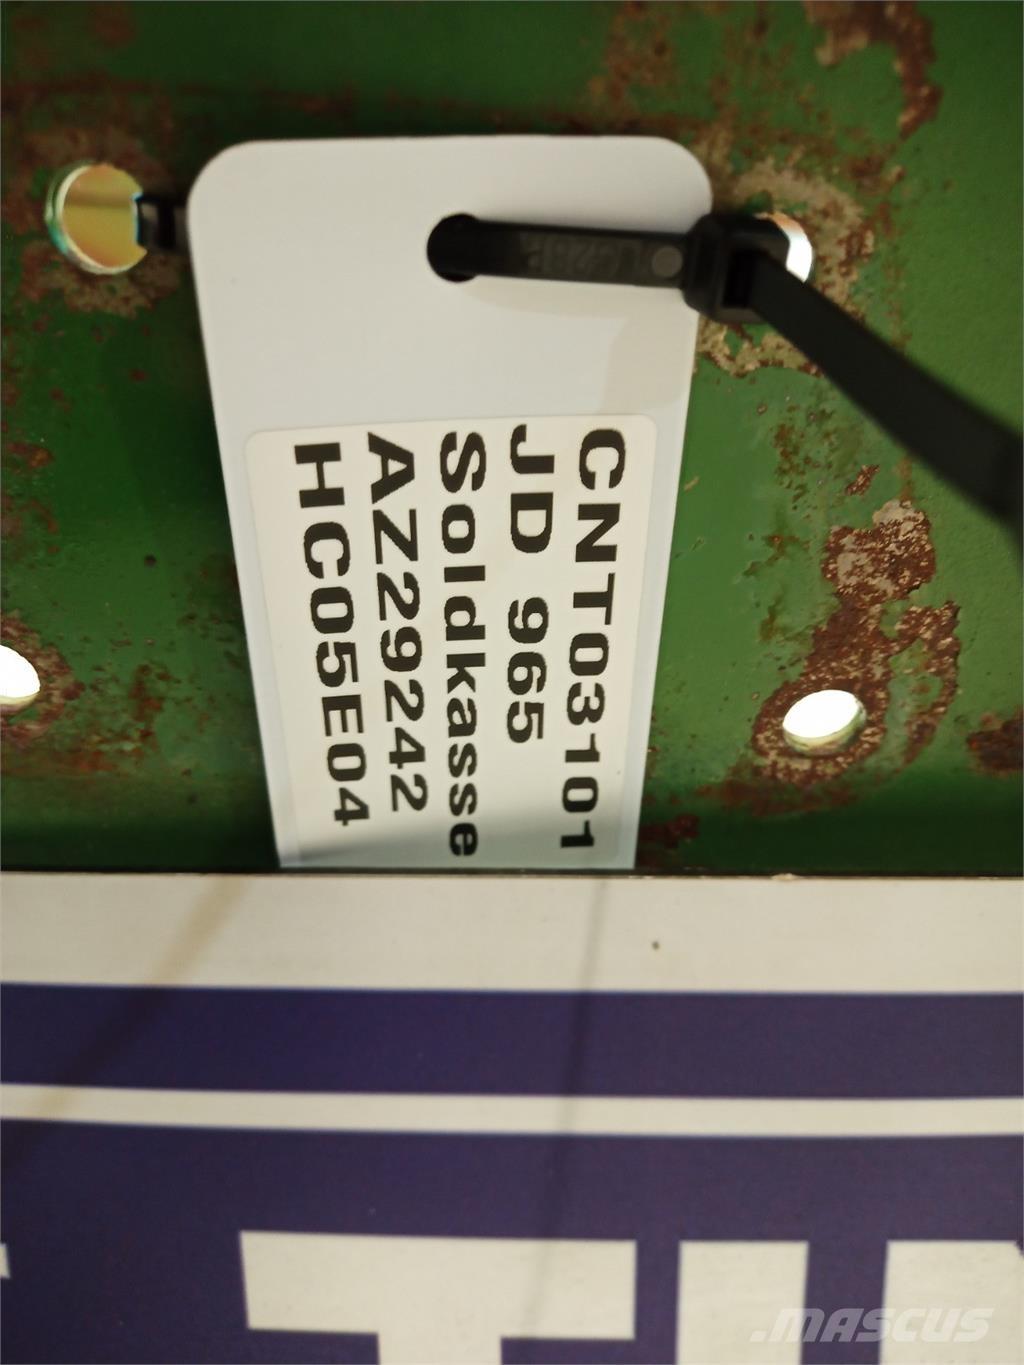 CNT03101
JD 965
Soldkasse
AZ29242
HC05E04
.MASCUS